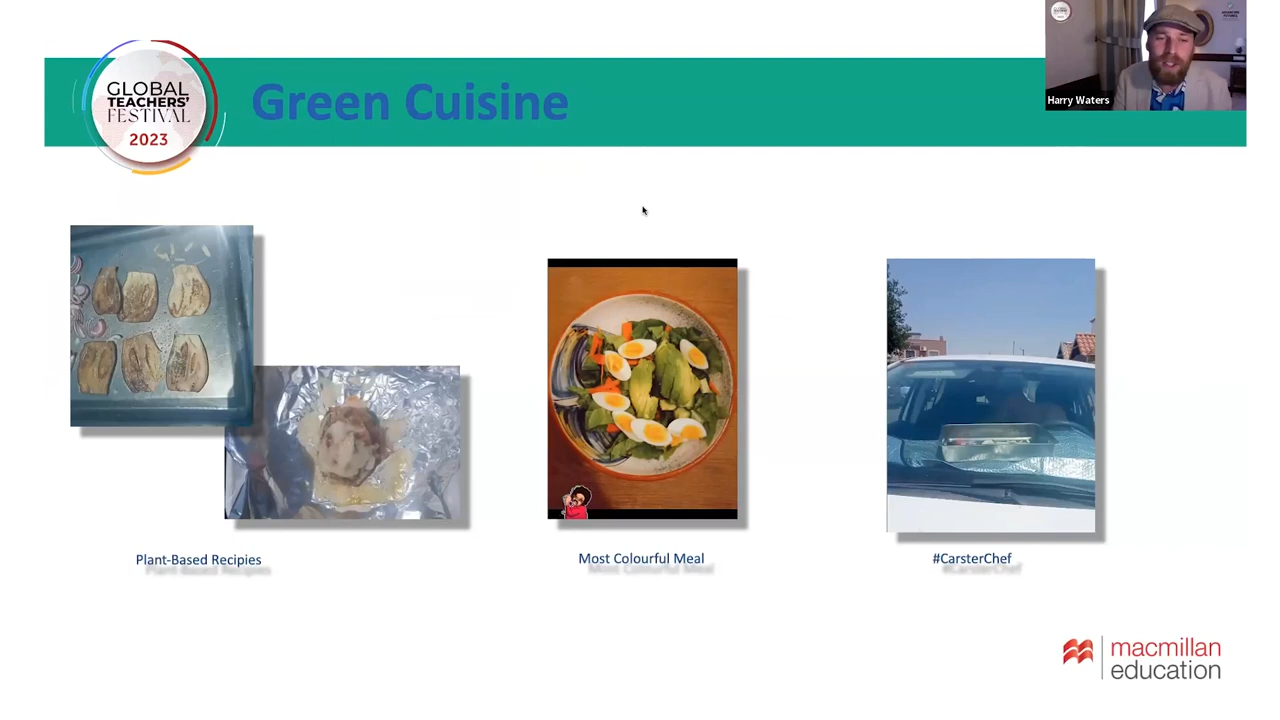 GLOBAL
TEACHERS'
FESTIVAL
2023
Green Cuisine
Harry Waters
Plant-Based Recipies
Most Colourful Meal
#CarsterChef
macmillan
education